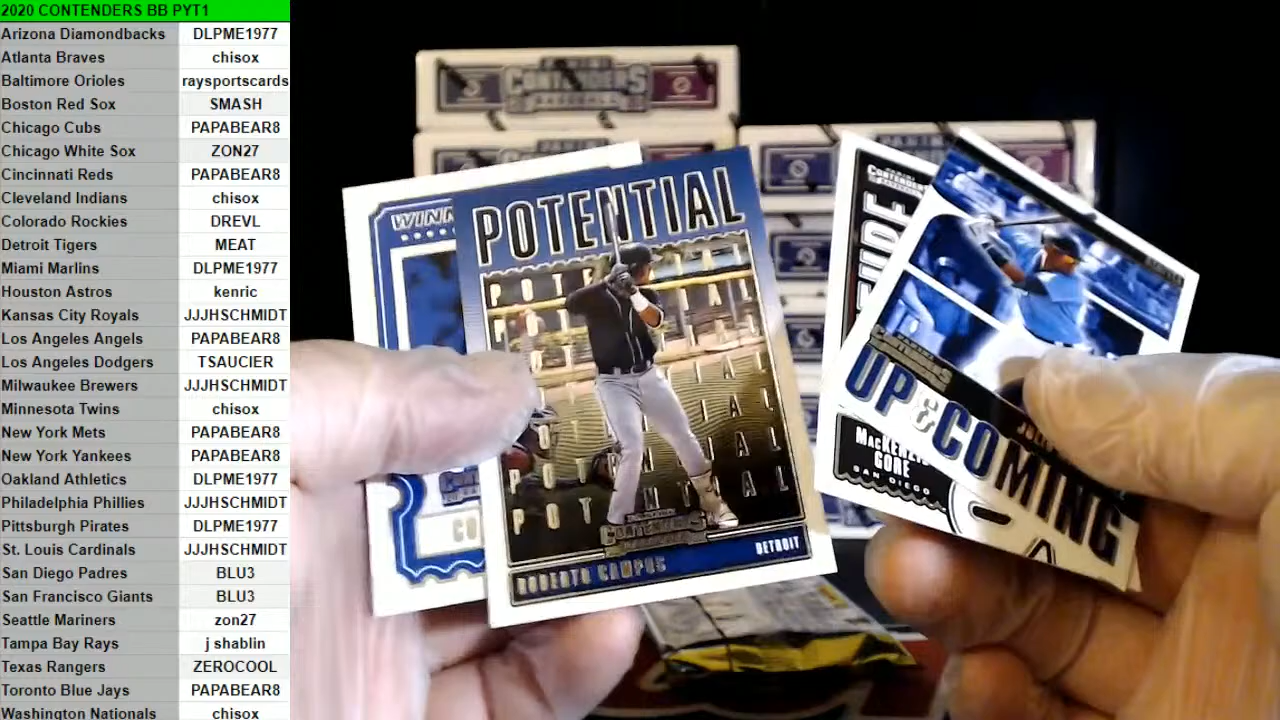 2020 CONTENDERS BB PYT1
Arizona Diamondbacks DLPME1977
Atlanta Braves chisox
Baltimore Orioles raysportscards
Boston Red Sox SMASH
Chicago Cubs PAPABEAR8
Chicago White Sox ZON27
Cincinnati Reds PAPABEAR8
Cleveland Indians chisox
Colorado Rockies DREVL
Detroit Tigers MEAT
Miami Marlins DLPME1977
Houston Astros kenric
Kansas City Royals JJJHSCHMIDT
Los Angeles Angels PAPABEAR8
Los Angeles Dodgers TSAUCIER
Milwaukee Brewers JJJHSCHMIDT
Minnesota Twins chisox
New York Mets PAPABEAR8
New York Yankees PAPABEAR8
Oakland Athletics DLPME1977
Philadelphia Phillies JJJHSCHMIDT
Pittsburgh Pirates DLPME1977
St. Louis Cardinals JJJHSCHMIDT
San Diego Padres BLU3
San Francisco Giants BLU3
Seattle Mariners zon27
Tampa Bay Rays j shablin
Texas Rangers ZEROCOOL
Toronto Blue Jays PAPABEAR8
Washington Nationals chisox
PANINI
CONTENDERS
BASEBALL
POTENTIAL
CONTENDERS
ROBERTO CAMPOS DETROIT
CONTENDERS
MACKENZIE
GORE
SAN DIEGO
CONTENDERS
UP & COMING